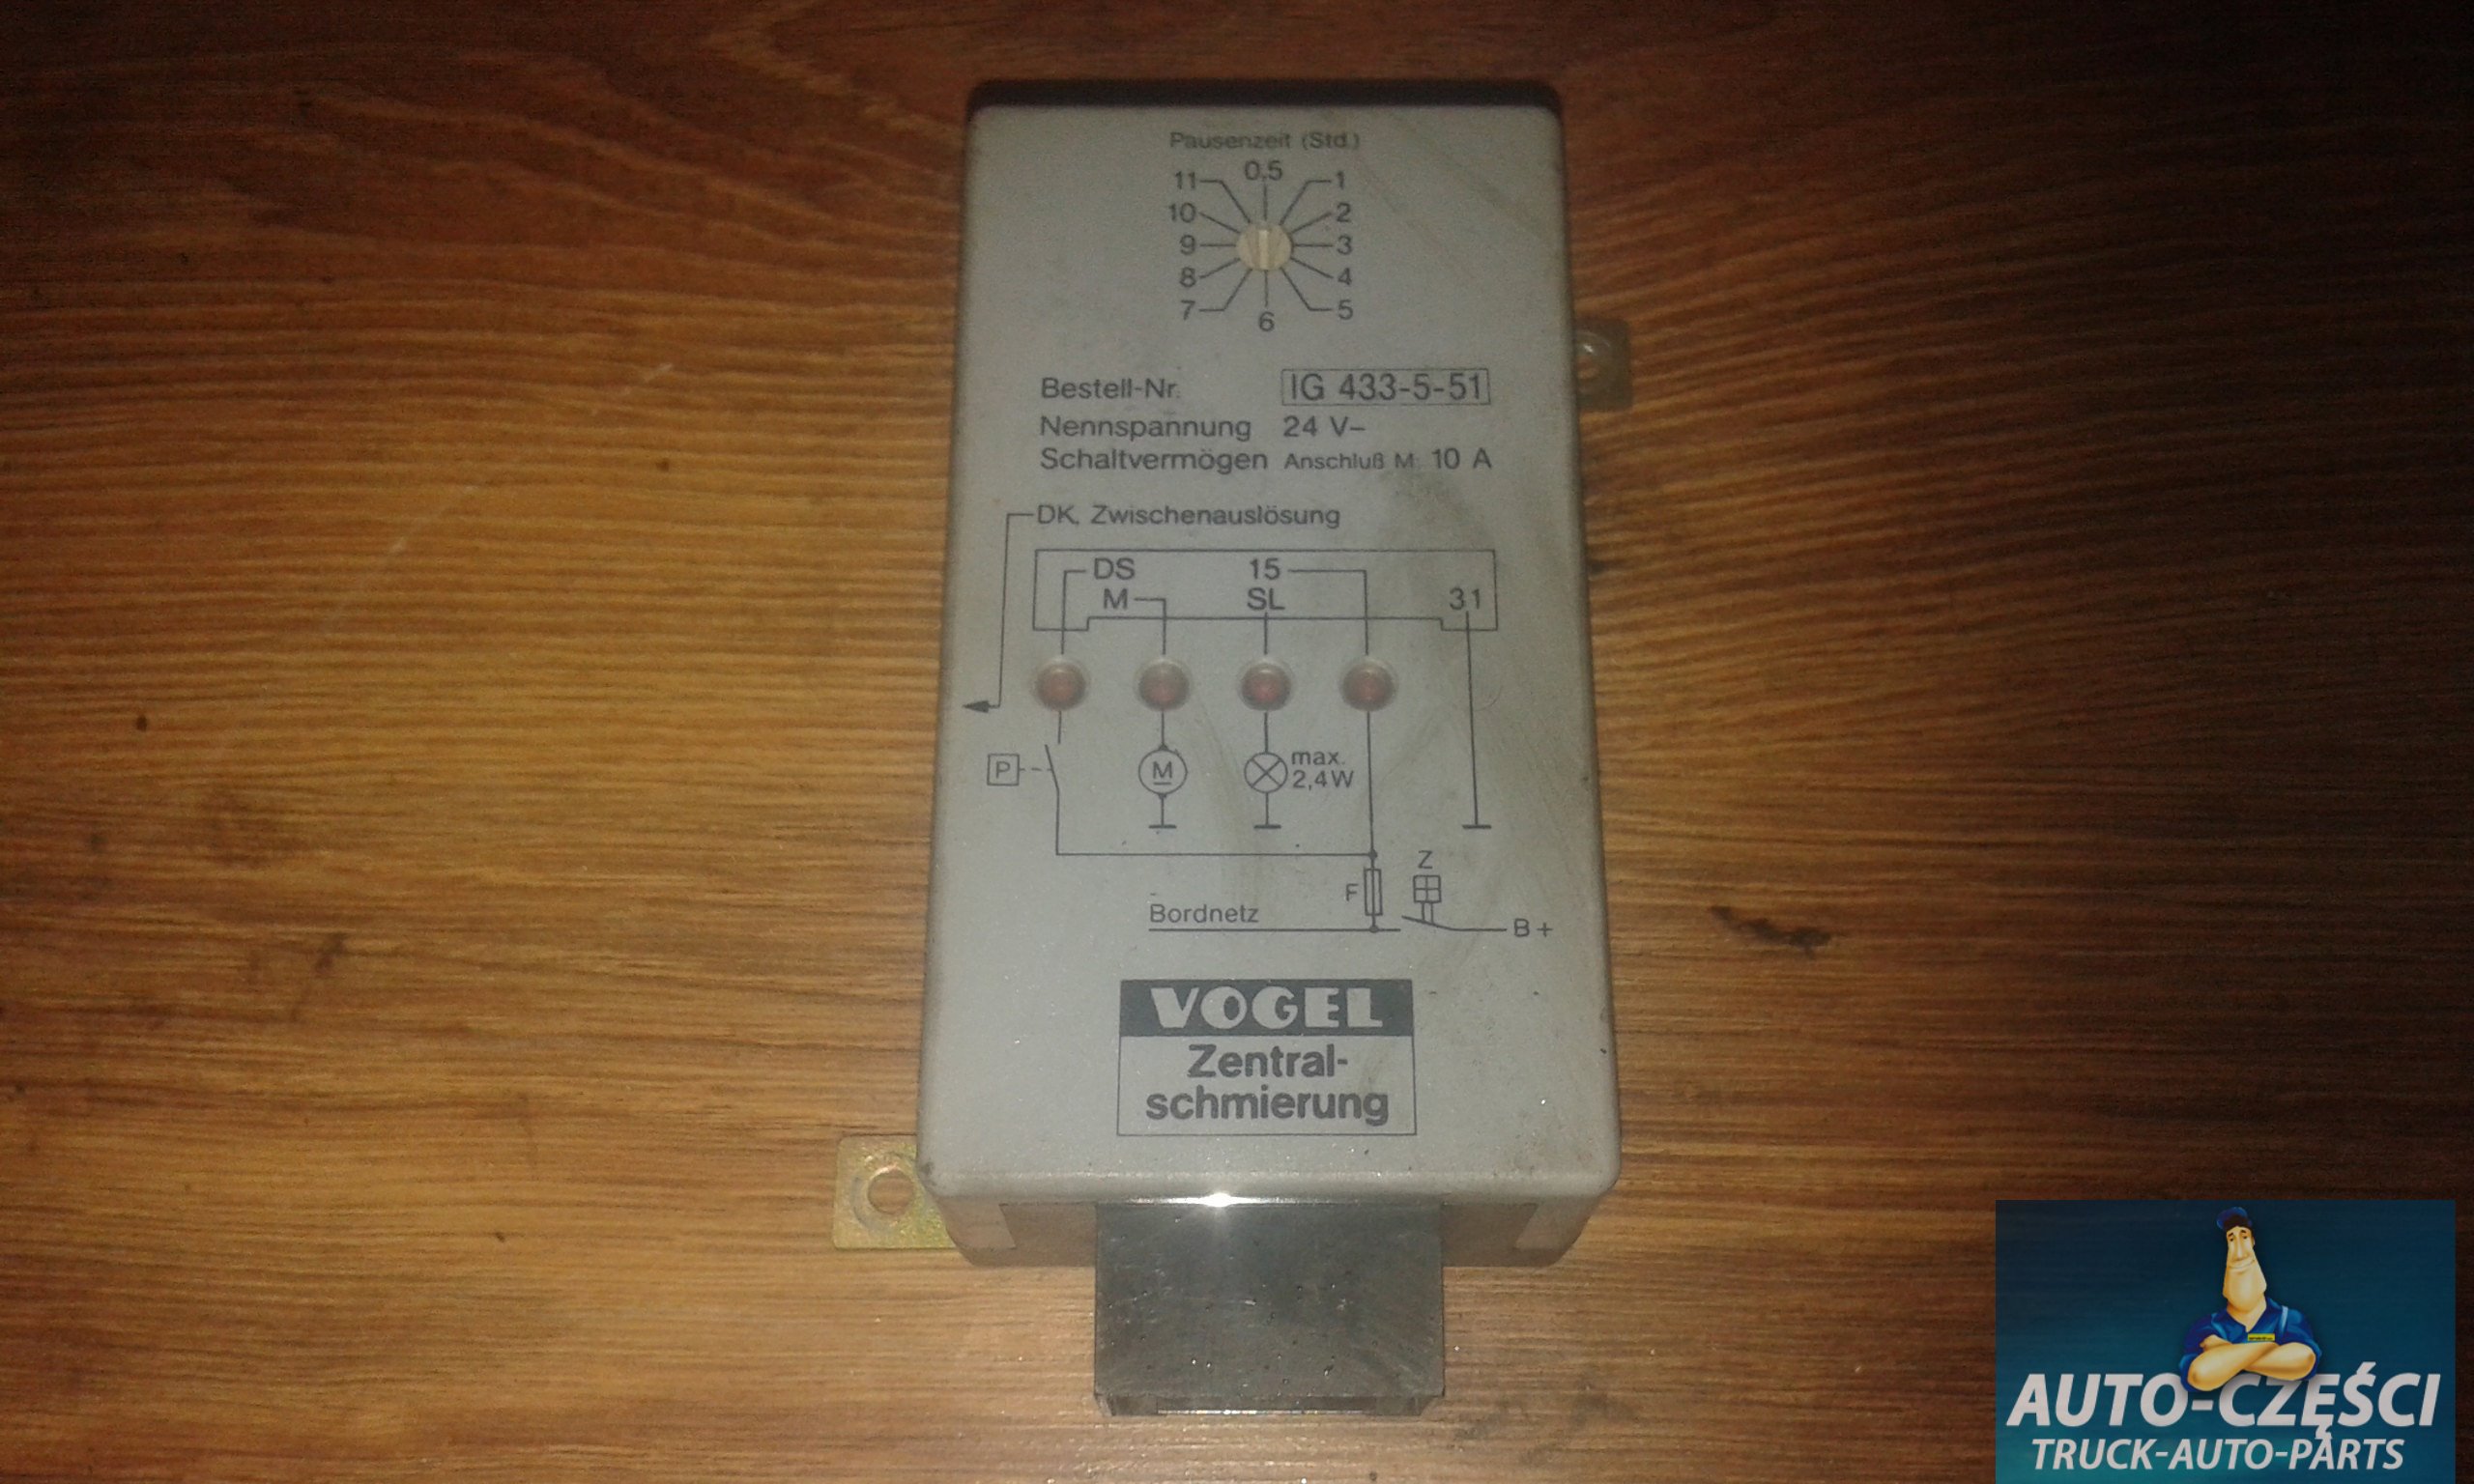 Pausenzeit (Std.)
0,5
11 1
10 2
9 3
8 4
7 5
6
Bestell-Nr. IG 433-5-51
Nennspannung 24 V–
Schaltvermögen Anschluß M: 10 A
DK, Zwischenauslösung
DS 15
M SL 31
P M max.
2,4W
Z
F
Bordnetz B+
VOGEL
Zentral-
schmierung
AUTO-CZĘŚCI
TRUCK-AUTO-PARTS